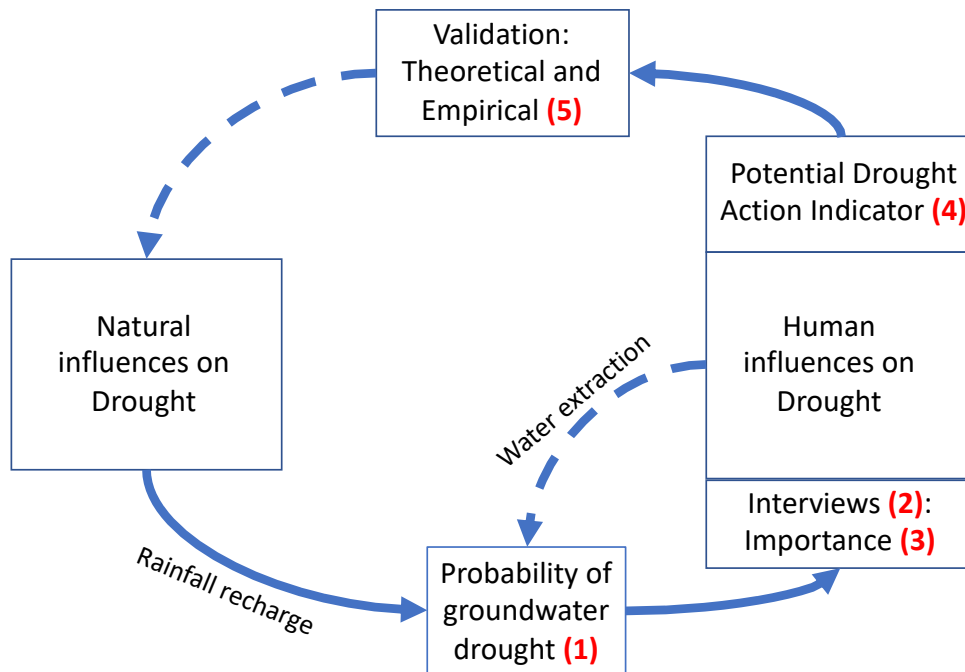 Validation:
Theoretical and
Empirical (5)
Potential Drought
Action Indicator (4)
Natural
influences on
Drought
Human
influences on
Drought
Water extraction
Interviews (2):
Importance (3)
Rainfall recharge
Probability of
groundwater
drought (1)